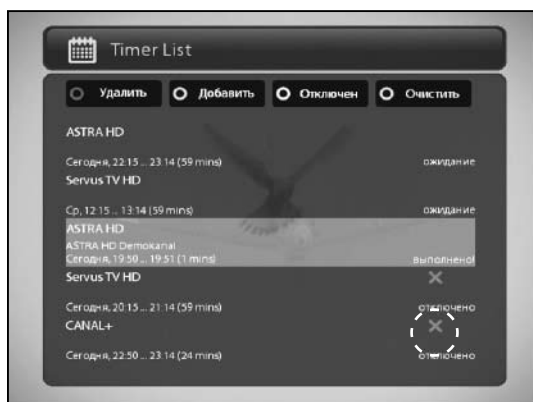 Timer List
Удалить Добавить Отключен Очистить
ASTRA HD
Сегодня, 22:15 ... 23:14 (59 mins) ожидание
Servus TV HD
Ср, 12:15 ... 13:14 (59 mins) ожидание
ASTRA HD
ASTRA HD Demokanal
Сегодня, 19:50 ... 19:51 (1 mins) выполнено!
Servus TV HD
Сегодня, 20:15 ... 21:14 (59 mins) отключено
CANAL+
Сегодня, 22:50 ... 23:14 (24 mins) отключено